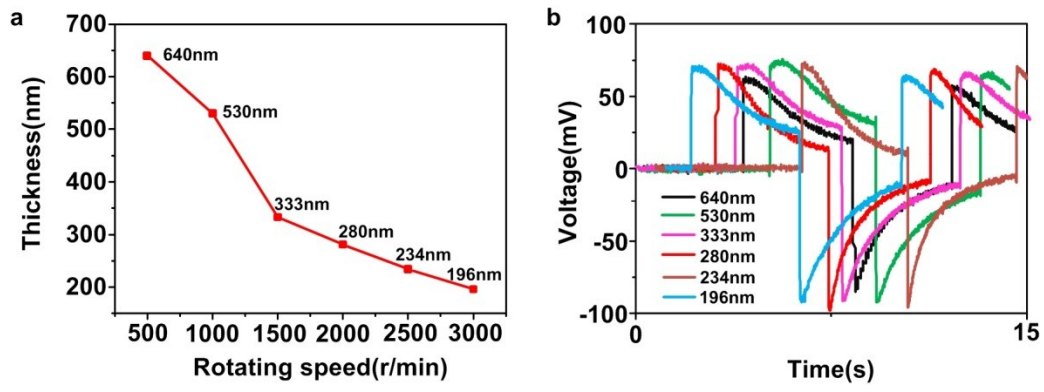 a
Thickness(nm)
700
600
500
400
300
200
640nm
530nm
333nm
280nm
234nm
196nm
500 1000 1500 2000 2500 3000
Rotating speed(r/min)
b
Voltage(mV)
100
50
0
-50
-100
640nm
530nm
333nm
280nm
234nm
196nm
0 15
Time(s)